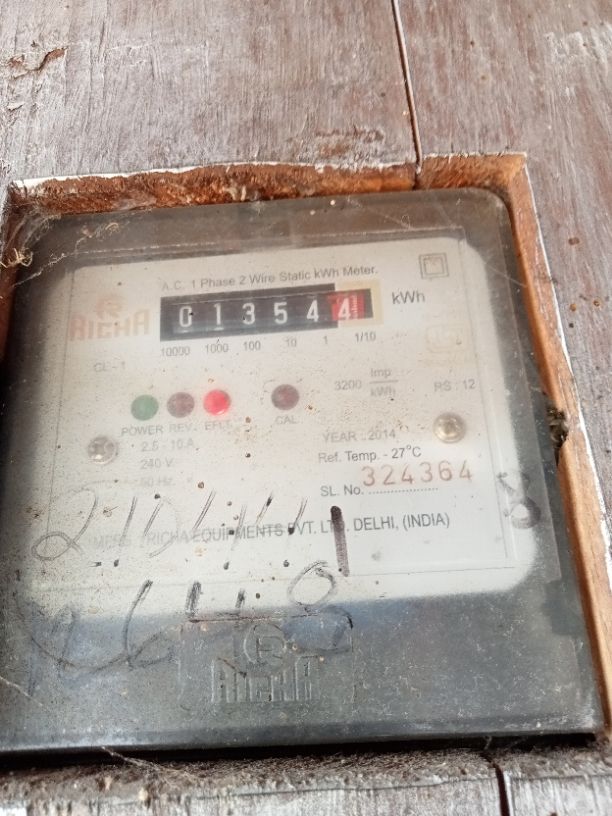 A.C. 1 Phase 2 Wire Static kWh Meter.
RICHA
013544 kWh
10000 1000 100 10 1 1/10
CL-1
3200 Imp/kWh
RS : 12
POWER REV. EFLT. CAL
2.5 - 10 A
240 V
50 Hz.
YEAR : 2014
Ref. Temp. - 27°C
SL. No. 324364
RICHA EQUIPMENTS PVT. LTD. DELHI, (INDIA)
8
RICHA